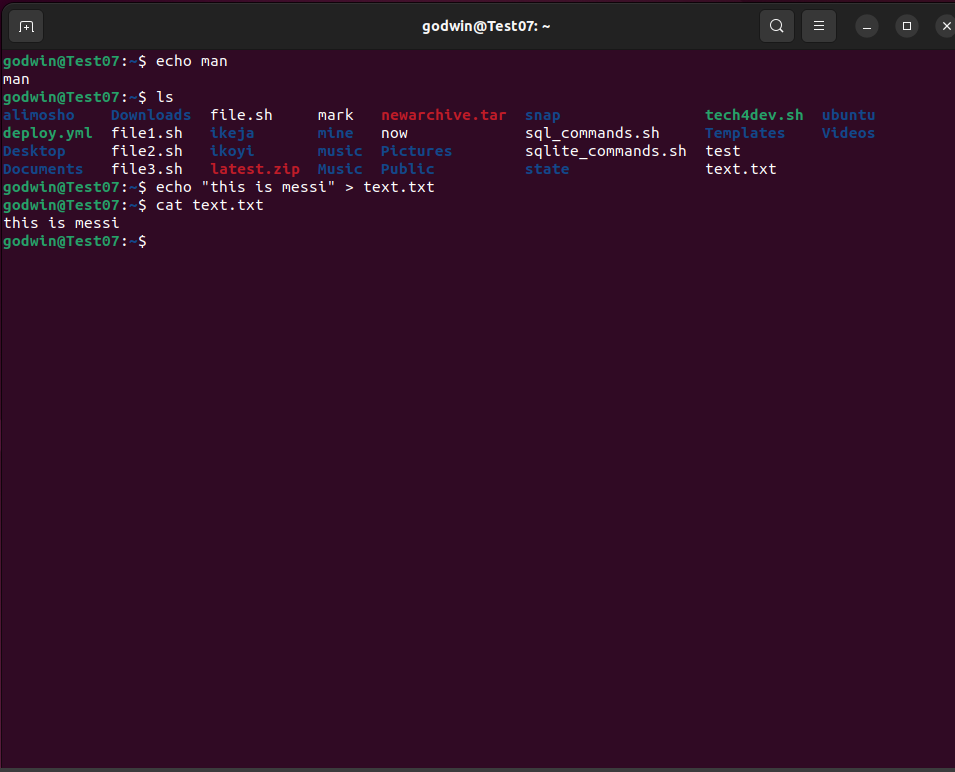 godwin@Test07: ~
godwin@Test07:~$ echo man
man
godwin@Test07:~$ ls
alimosho    Downloads  file.sh     mark   newarchive.tar  snap                tech4dev.sh  ubuntu
deploy.yml  file1.sh   ikeja       mine   now             sql_commands.sh     Templates    Videos
Desktop     file2.sh   ikoyi       music  Pictures        sqlite_commands.sh  test
Documents   file3.sh   latest.zip  Music  Public          state               text.txt
godwin@Test07:~$ echo "this is messi" > text.txt
godwin@Test07:~$ cat text.txt
this is messi
godwin@Test07:~$